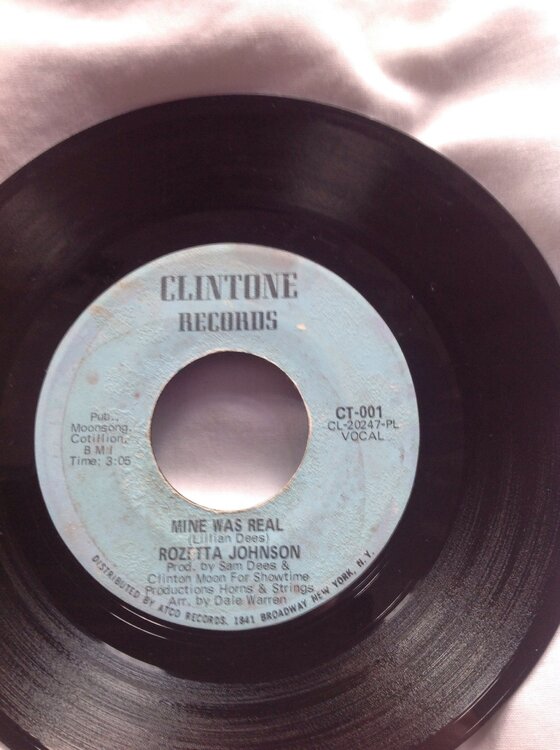 CLINTONE
RECORDS
Pub.,
Moonsong,
Cotillion,
B M I
Time: 3:05
CT-001
CL-20247-PL
VOCAL
MINE WAS REAL
(Lillian Dees)
ROZETTA JOHNSON
Prod. by Sam Dees &
Clinton Moon For Showtime
Productions Horns & Strings
Arr. by Dale Warren
DISTRIBUTED BY ATCO RECORDS, 1841 BROADWAY NEW YORK, N. Y.